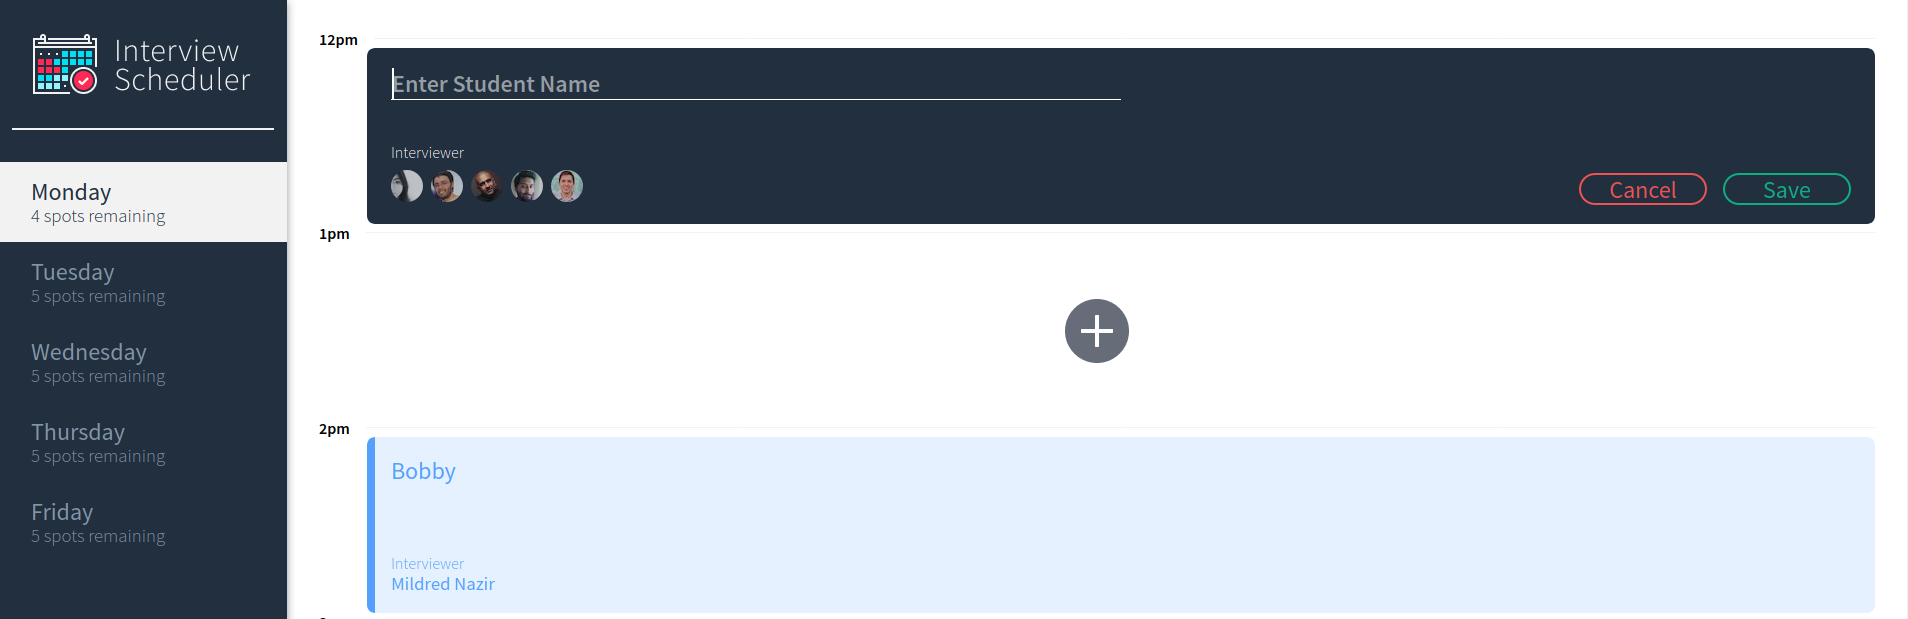 Interview
Scheduler
Monday
4 spots remaining
Tuesday
5 spots remaining
Wednesday
5 spots remaining
Thursday
5 spots remaining
Friday
5 spots remaining
12pm
Enter Student Name
Interviewer
Cancel
Save
1pm
2pm
Bobby
Interviewer
Mildred Nazir